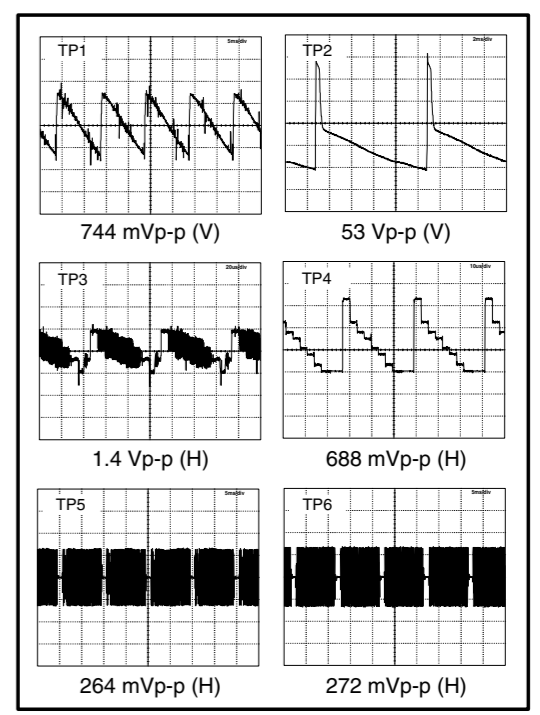 TP1
5ms/div
744 mVp-p (V)
TP2
2ms/div
53 Vp-p (V)
TP3
20us/div
1.4 Vp-p (H)
TP4
10us/div
688 mVp-p (H)
TP5
5ms/div
264 mVp-p (H)
TP6
5ms/div
272 mVp-p (H)